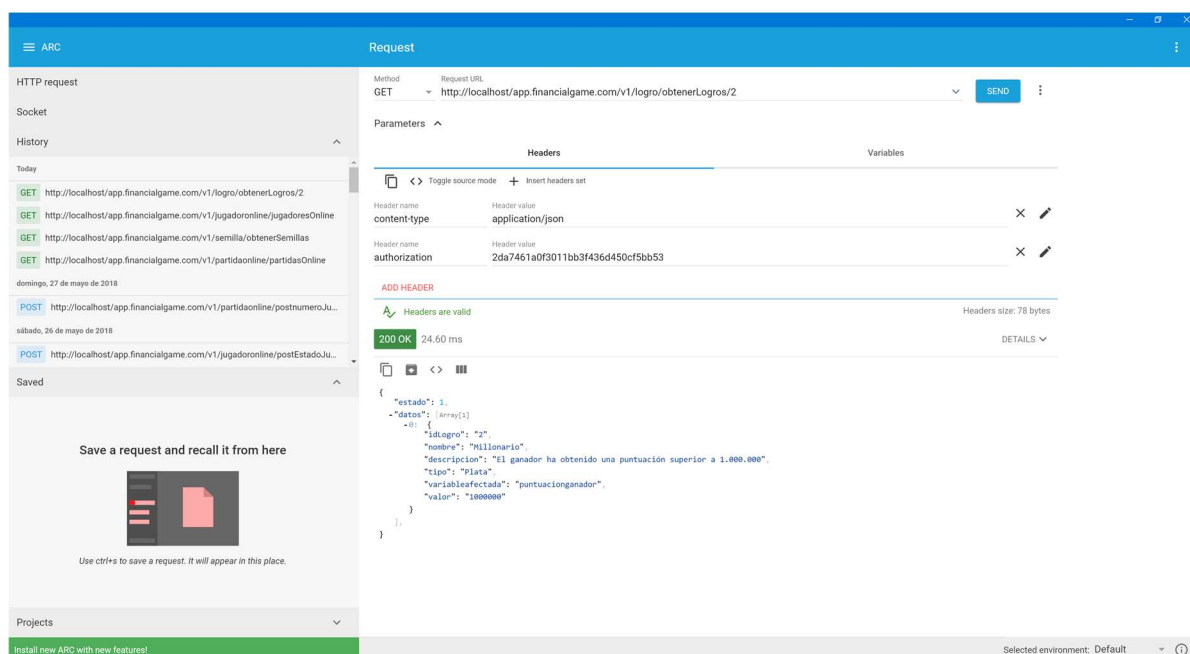 ARC
Request
HTTP request
Socket
History
Today
GET http://localhost/app.financialgame.com/v1/logro/obtenerLogros/2
GET http://localhost/app.financialgame.com/v1/jugadoronline/jugadoresOnline
GET http://localhost/app.financialgame.com/v1/semilla/obtenerSemillas
GET http://localhost/app.financialgame.com/v1/partidaonline/partidasOnline
domingo, 27 de mayo de 2018
POST http://localhost/app.financialgame.com/v1/partidaonline/postnumeroJu...
sábado, 26 de mayo de 2018
POST http://localhost/app.financialgame.com/v1/jugadoronline/postEstadoJu...
Saved
Save a request and recall it from here
Use ctrl+s to save a request. It will appear in this place.
Projects
Install new ARC with new features!
Method Request URL
GET http://localhost/app.financialgame.com/v1/logro/obtenerLogros/2 SEND
Parameters
Headers Variables
Toggle source mode Insert headers set
Header name Header value
content-type application/json
Header name Header value
authorization 2da7461a0f3011bb3f436d450cf5bb53
ADD HEADER
Headers are valid Headers size: 78 bytes
200 OK 24.60 ms DETAILS
{
"estado": 1,
-"datos": [Array[1]
-0: {
"idLogro": "2",
"nombre": "Millonario",
"descripcion": "El ganador ha obtenido una puntuación superior a 1.000.000",
"tipo": "Plata",
"variableafectada": "puntuacionganador",
"valor": "1000000"
}
],
}
Selected environment: Default